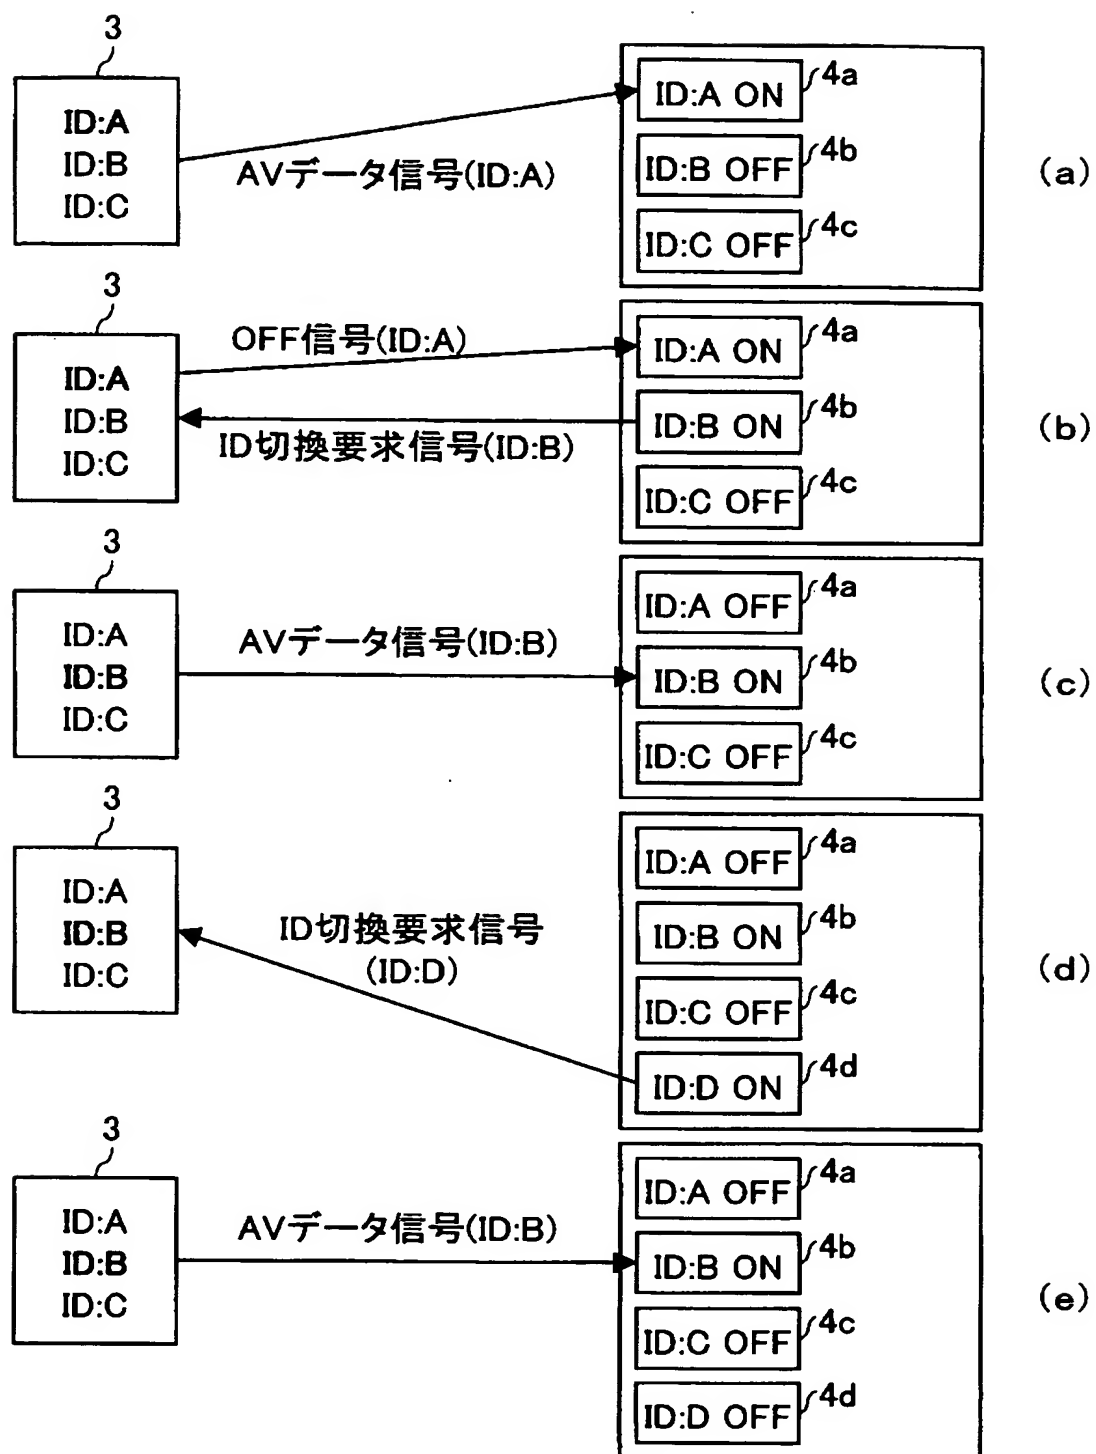 3
ID:A
ID:B
ID:C
AVデータ信号(ID:A)
ID:A ON
4a
ID:B OFF
4b
ID:C OFF
4c
(a)
3
ID:A
ID:B
ID:C
OFF信号(ID:A)
ID切換要求信号(ID:B)
ID:A ON
4a
ID:B ON
4b
ID:C OFF
4c
(b)
3
ID:A
ID:B
ID:C
AVデータ信号(ID:B)
ID:A OFF
4a
ID:B ON
4b
ID:C OFF
4c
(c)
3
ID:A
ID:B
ID:C
ID切換要求信号
(ID:D)
ID:A OFF
4a
ID:B ON
4b
ID:C OFF
4c
ID:D ON
4d
(d)
3
ID:A
ID:B
ID:C
AVデータ信号(ID:B)
ID:A OFF
4a
ID:B ON
4b
ID:C OFF
4c
ID:D OFF
4d
(e)